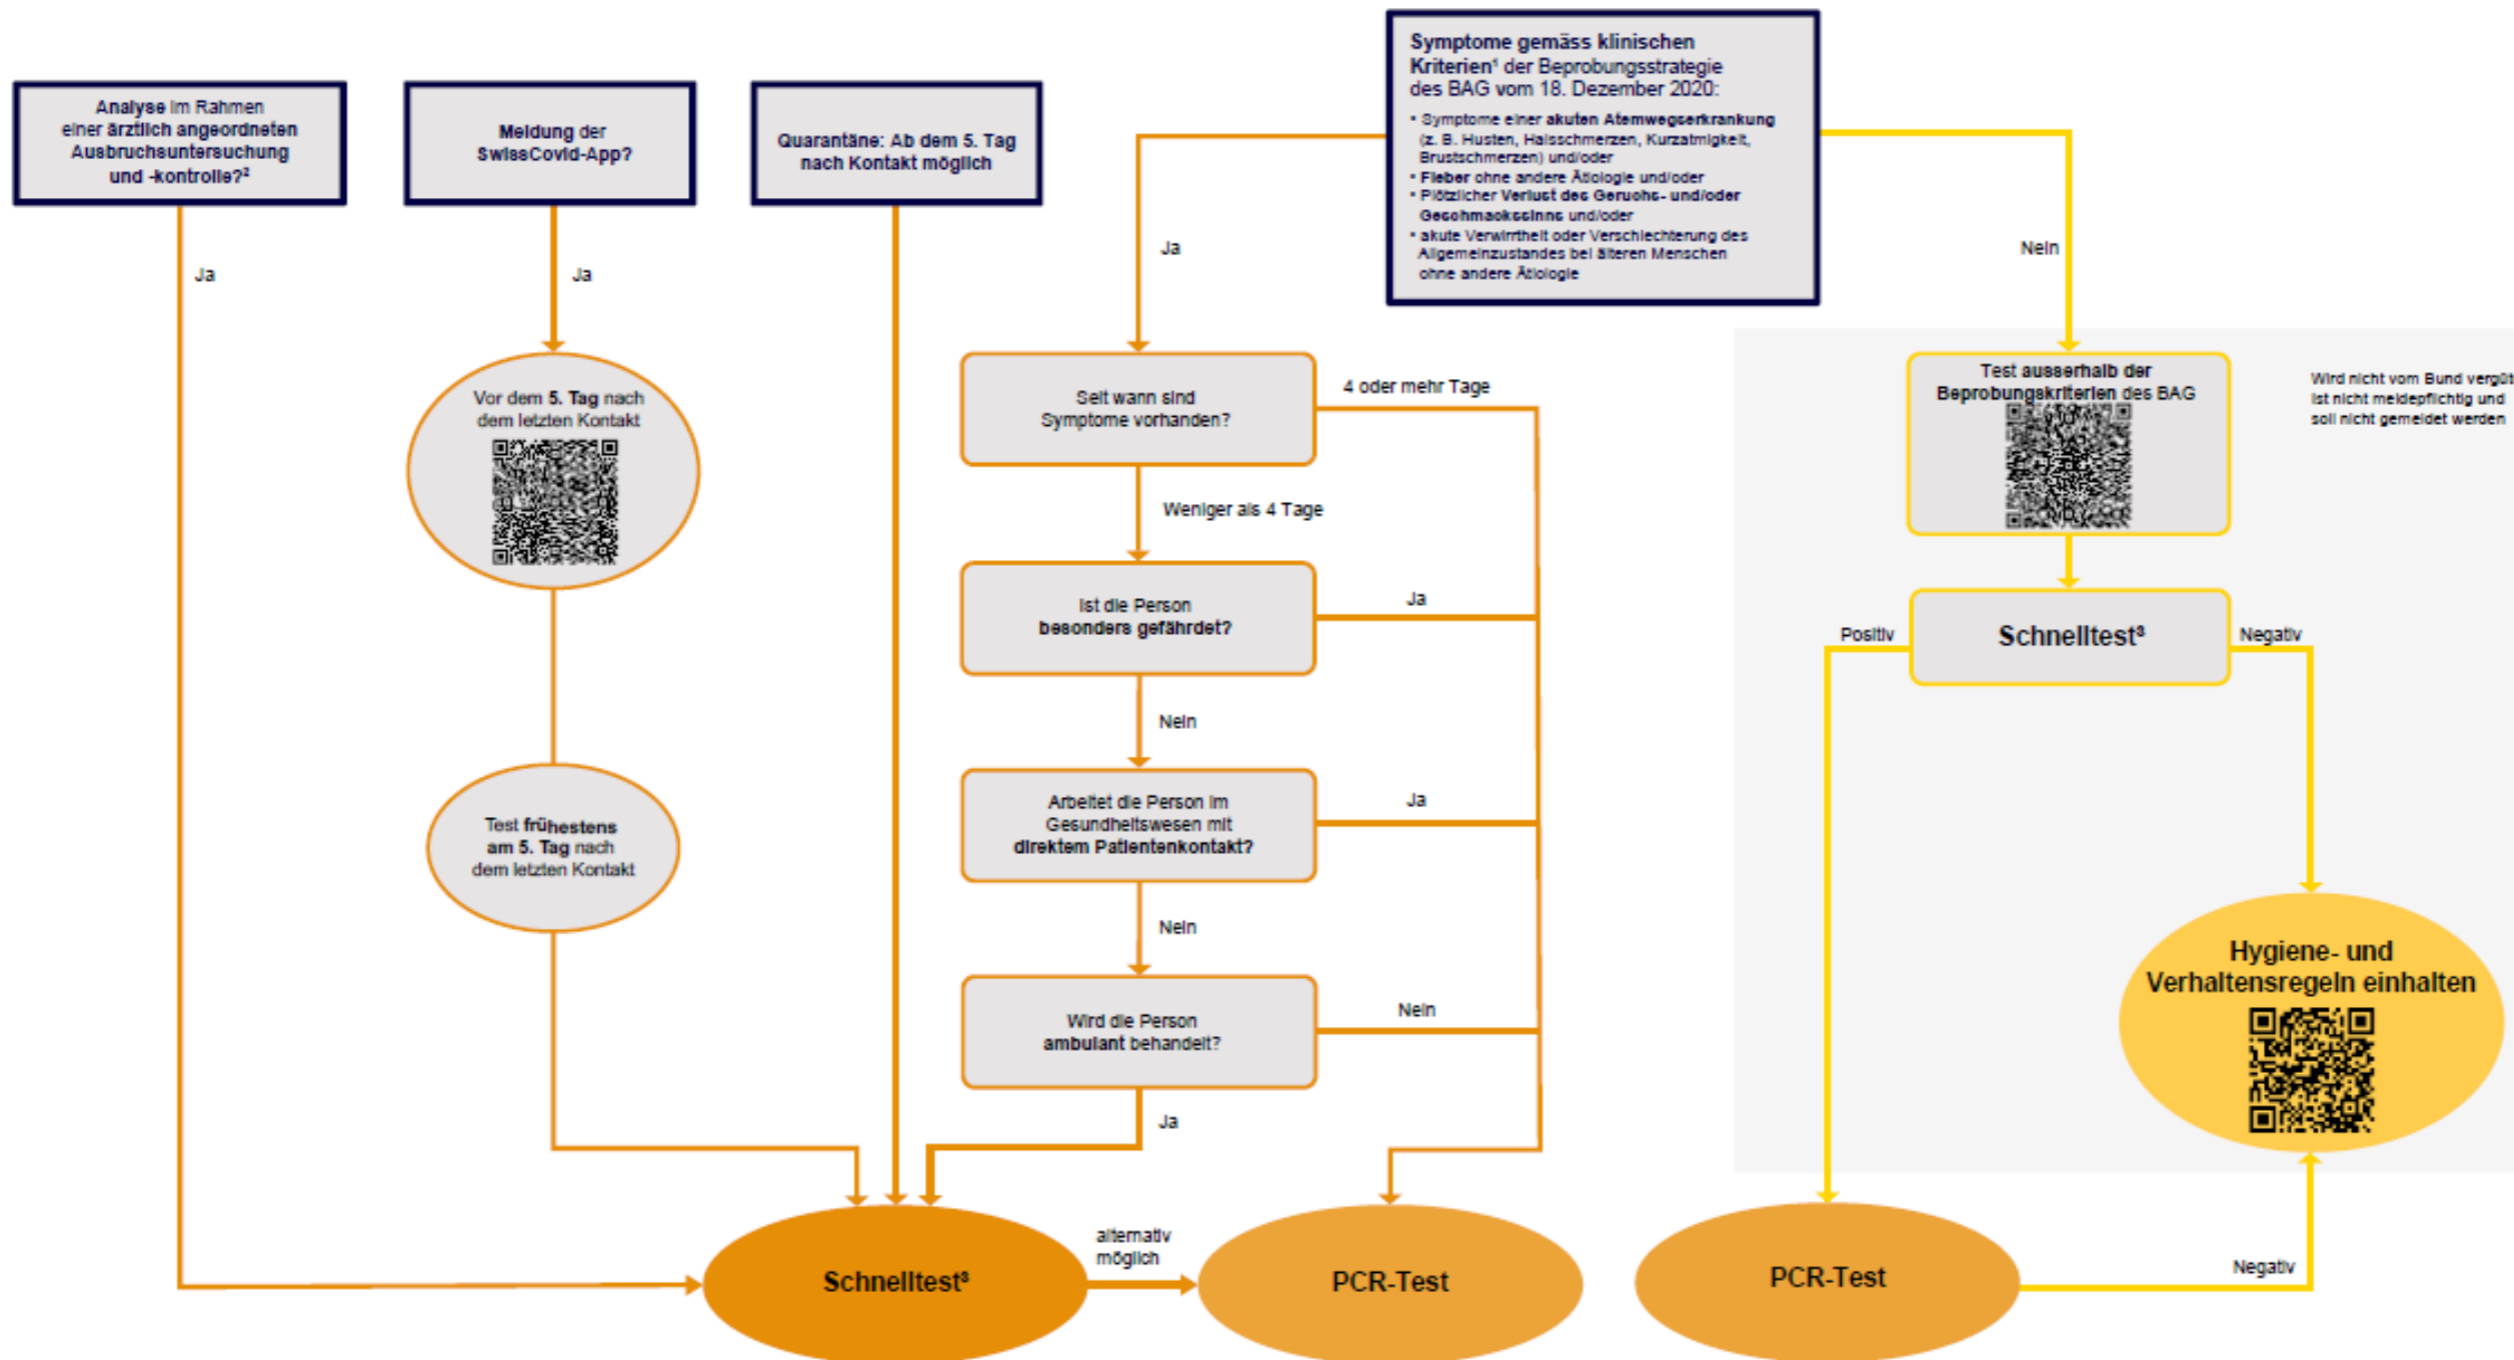 Analyse im Rahmen
einer ärztlich angeordneten
Ausbruchsuntersuchung
und -kontrolle?²
Meldung der
SwissCovid-App?
Quarantäne: Ab dem 5. Tag
nach Kontakt möglich
Symptome gemäss klinischen
Kriterien¹ der Beprobungsstrategie
des BAG vom 18. Dezember 2020:
• Symptome einer akuten Atemwegserkrankung
(z. B. Husten, Halsschmerzen, Kurzatmigkeit,
Brustschmerzen) und/oder
• Fieber ohne andere Ätiologie und/oder
• Plötzlicher Verlust des Geruchs- und/oder
Geschmackssinns und/oder
• akute Verwirrtheit oder Verschlechterung des
Allgemeinzustandes bei älteren Menschen
ohne andere Ätiologie
Ja
Ja
Ja
Nein
Vor dem 5. Tag nach
dem letzten Kontakt
Seit wann sind
Symptome vorhanden?
4 oder mehr Tage
Test ausserhalb der
Beprobungskriterien des BAG
Wird nicht vom Bund vergüt
ist nicht meldepflichtig und
soll nicht gemeldet werden
Weniger als 4 Tage
Ist die Person
besonders gefährdet?
Ja
Positiv
Schnelltest³
Negativ
Nein
Test frühestens
am 5. Tag nach
dem letzten Kontakt
Arbeitet die Person im
Gesundheitswesen mit
direktem Patientenkontakt?
Ja
Nein
Hygiene- und
Verhaltensregeln einhalten
Wird die Person
ambulant behandelt?
Nein
Ja
Schnelltest³
alternativ
möglich
PCR-Test
PCR-Test
Negativ